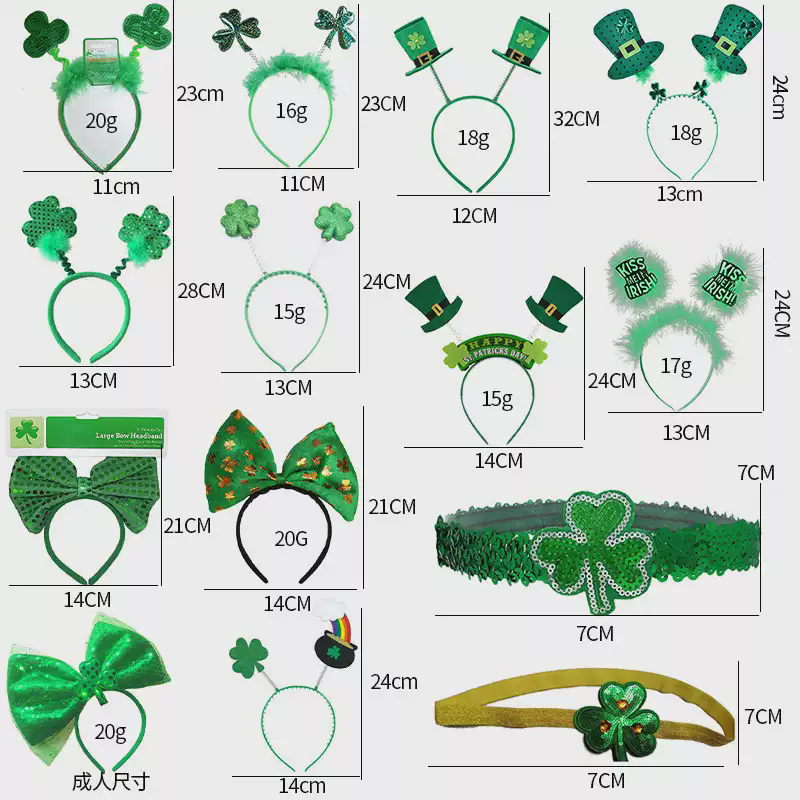 20g
23cm
11cm
16g
23CM
11CM
18g
32CM
12CM
18g
24cm
13cm
28CM
13CM
15g
24CM
13CM
HAPPY
ST PATRICKS DAY!
15g
24CM
14CM
KISS
ME I'M
IRISH!
KISS
ME I'M
IRISH!
17g
24CM
13CM
Large Bow Headband
21CM
14CM
20G
21CM
14CM
7CM
7CM
20g
成人尺寸
24cm
14cm
7CM
7CM